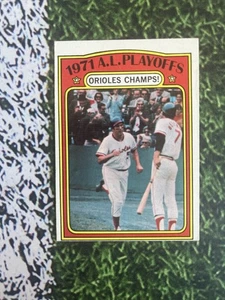 1971 A.L. PLAYOFFS
ORIOLES CHAMPS!